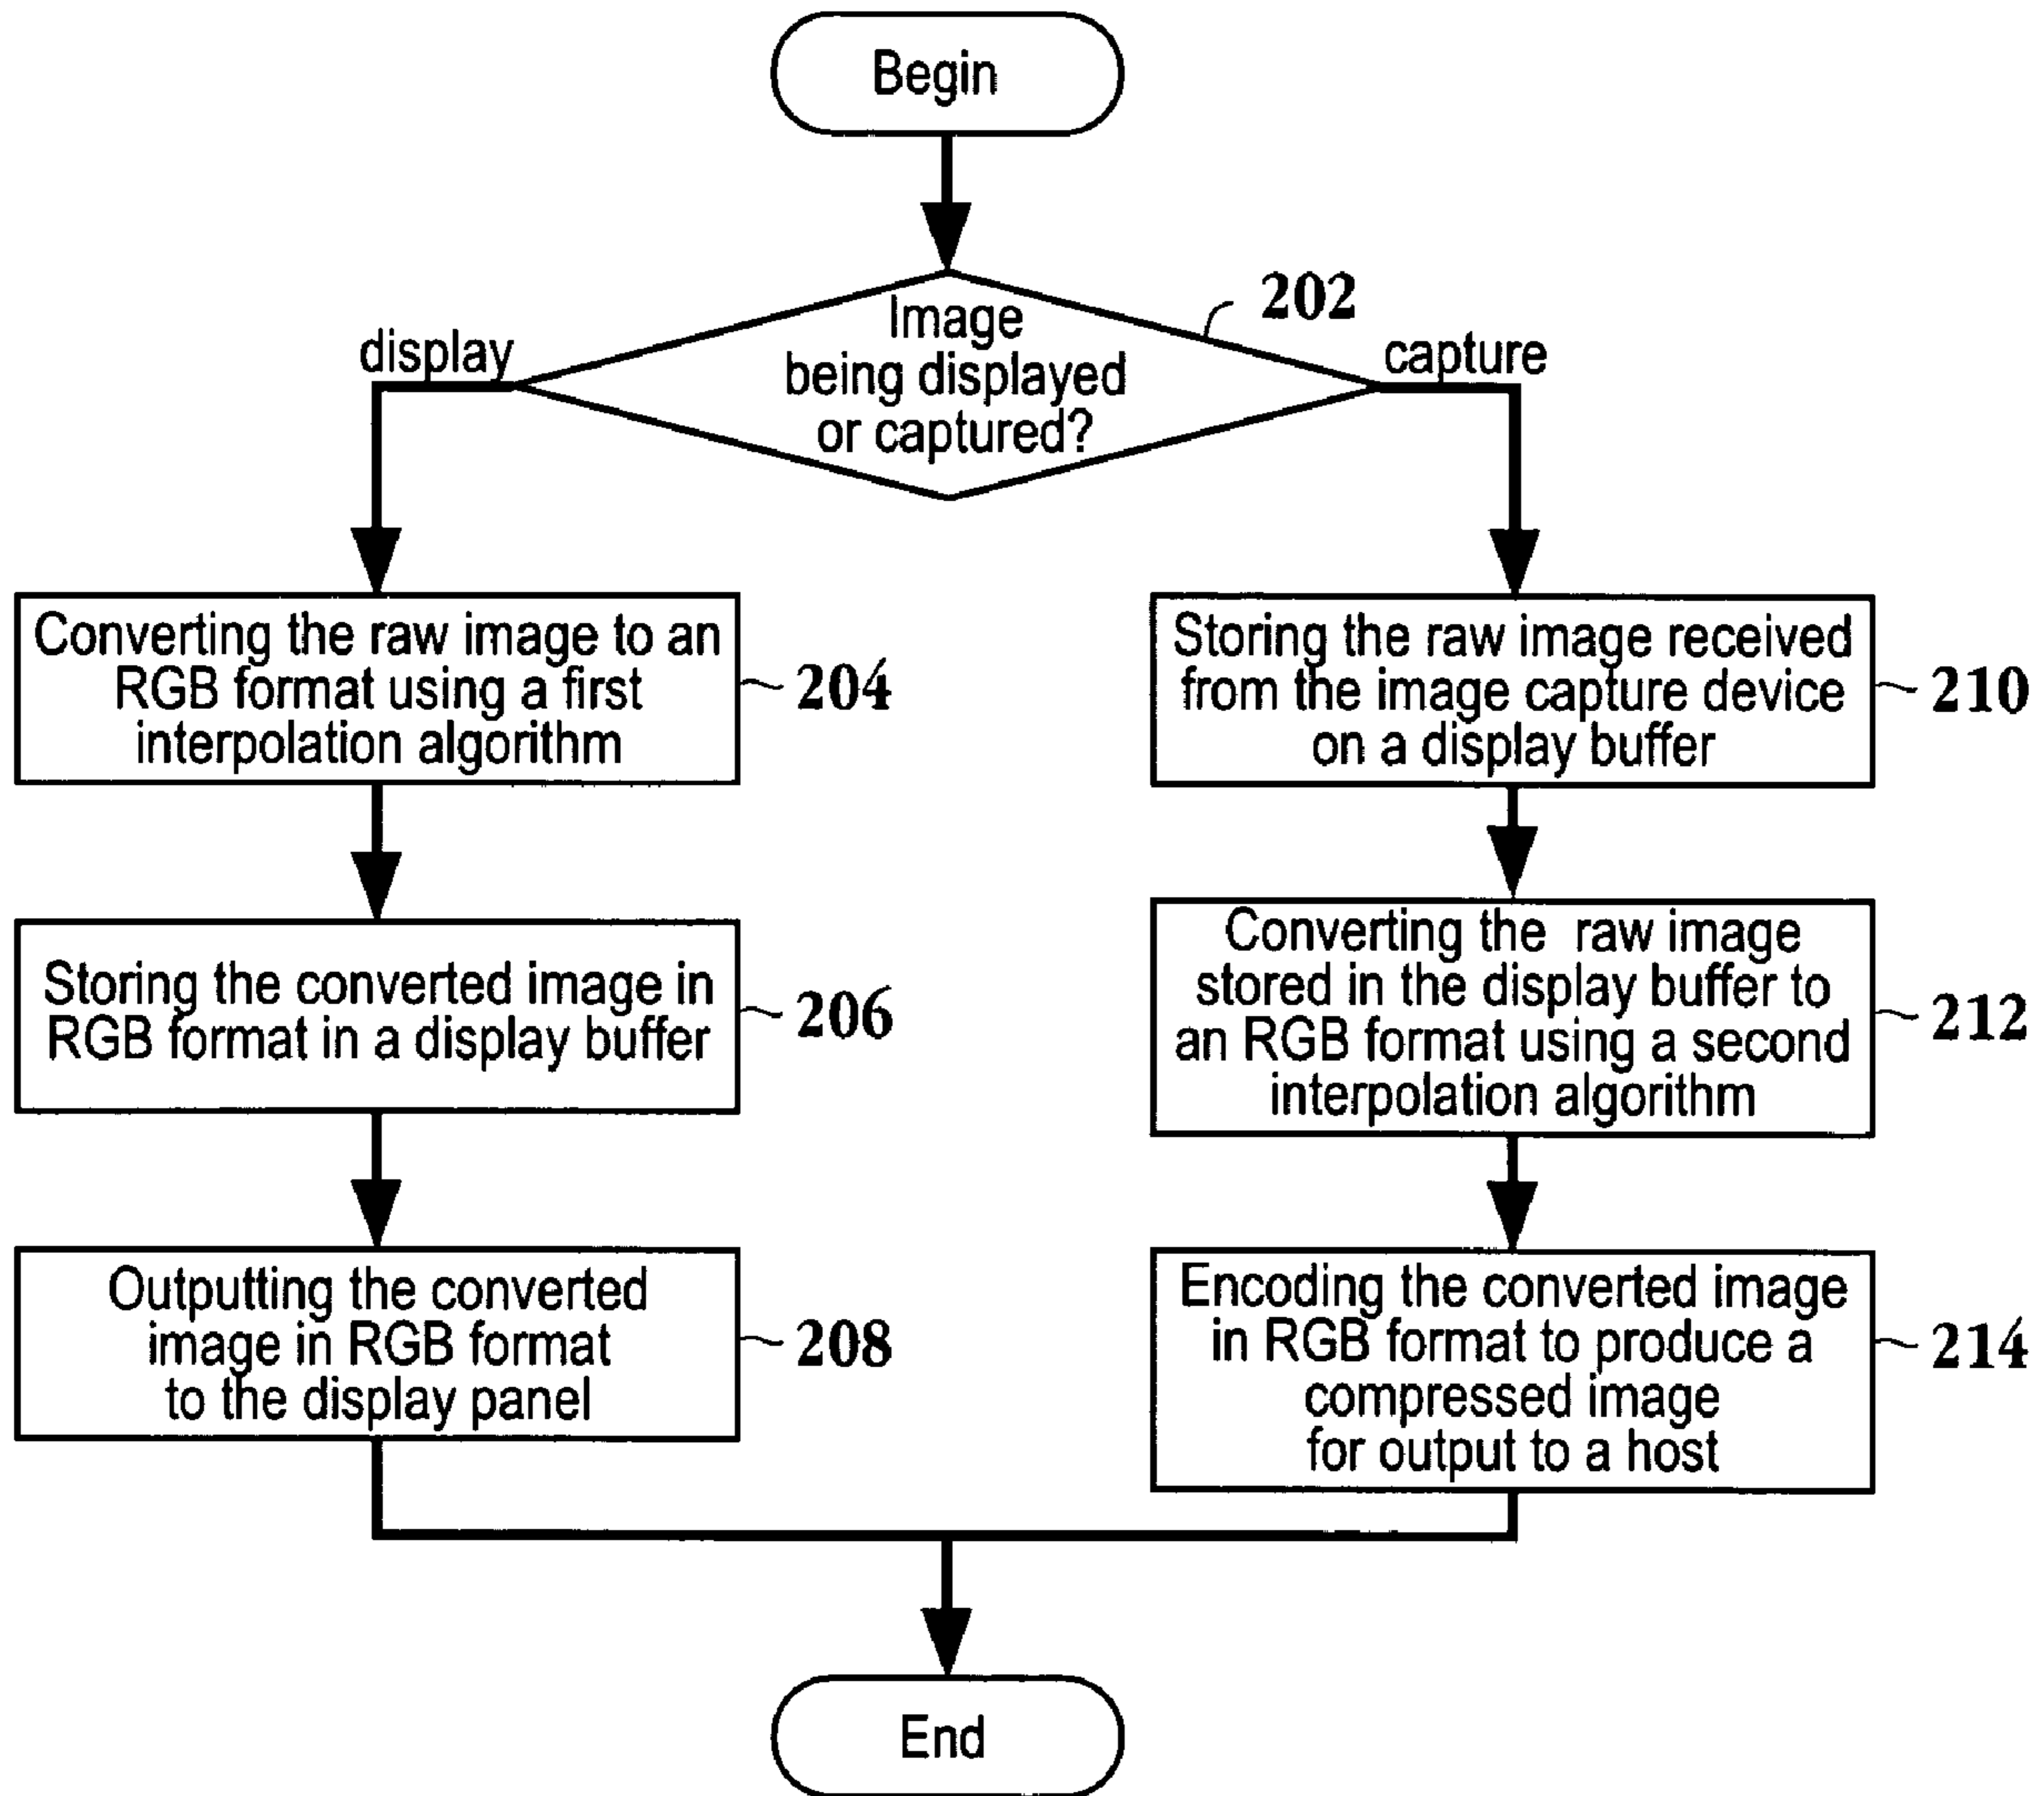 Begin
202
Image
being displayed
or captured?
display
capture
Converting the raw image to an
RGB format using a first
interpolation algorithm
204
Storing the converted image in
RGB format in a display buffer
206
Outputting the converted
image in RGB format
to the display panel
208
Storing the raw image received
from the image capture device
on a display buffer
210
Converting the raw image
stored in the display buffer to
an RGB format using a second
interpolation algorithm
212
Encoding the converted image
in RGB format to produce a
compressed image
for output to a host
214
End